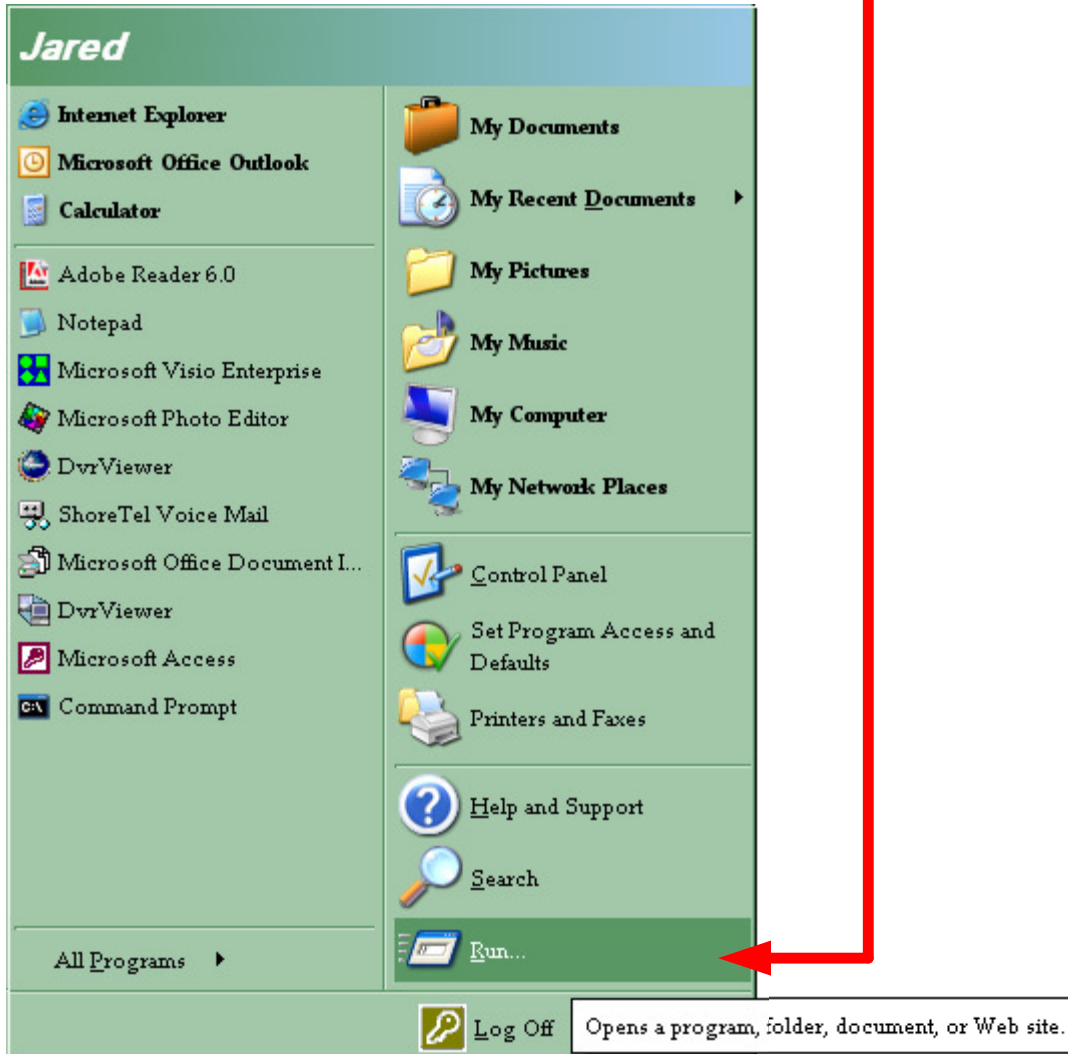 Jared
Internet Explorer
Microsoft Office Outlook
Calculator
Adobe Reader 6.0
Notepad
Microsoft Visio Enterprise
Microsoft Photo Editor
DvrViewer
ShoreTel Voice Mail
Microsoft Office Document I...
DvrViewer
Microsoft Access
Command Prompt
All Programs
My Documents
My Recent Documents
My Pictures
My Music
My Computer
My Network Places
Control Panel
Set Program Access and
Defaults
Printers and Faxes
Help and Support
Search
Run...
Log Off
Opens a program, folder, document, or Web site.